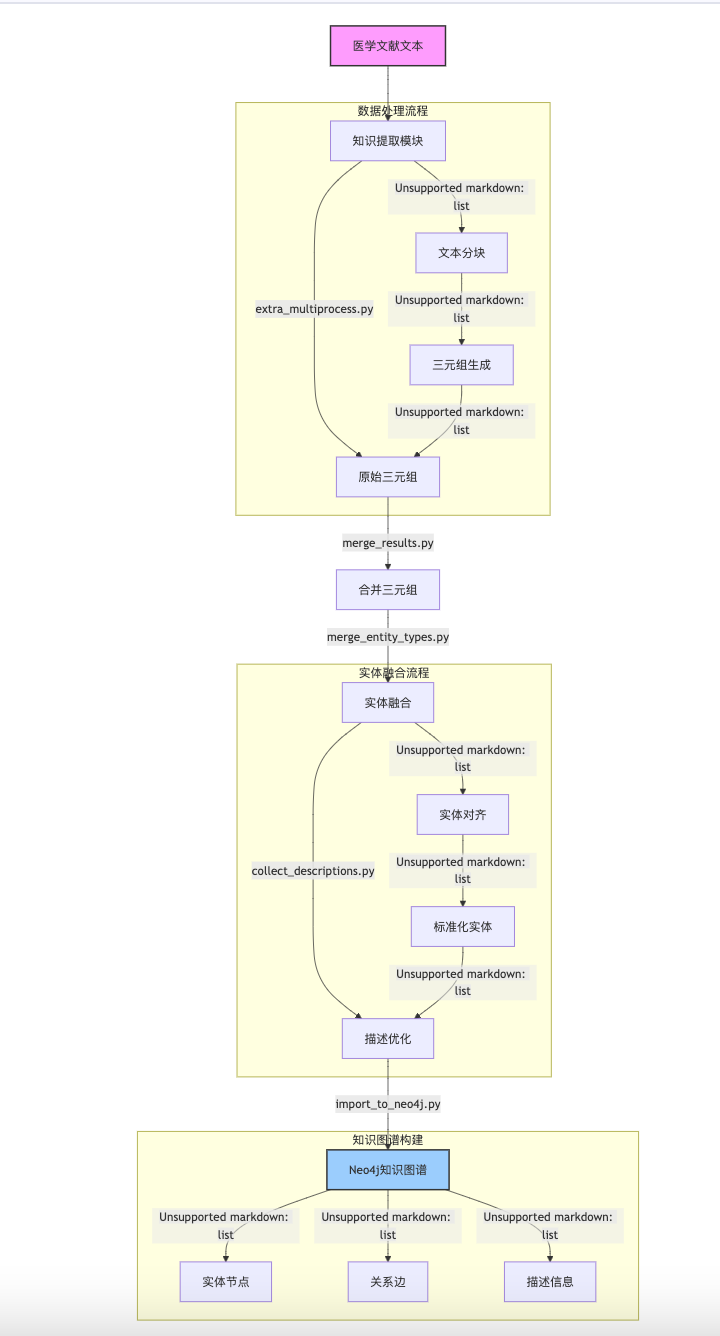 医学文献文本
数据处理流程
知识提取模块
Unsupported markdown:
list
文本分块
extra_multiprocess.py
Unsupported markdown:
list
三元组生成
Unsupported markdown:
list
原始三元组
merge_results.py
合并三元组
merge_entity_types.py
实体融合流程
实体融合
Unsupported markdown:
list
实体对齐
collect_descriptions.py
Unsupported markdown:
list
标准化实体
Unsupported markdown:
list
描述优化
import_to_neo4j.py
知识图谱构建
Neo4j知识图谱
Unsupported markdown:
list
Unsupported markdown:
list
Unsupported markdown:
list
实体节点
关系边
描述信息